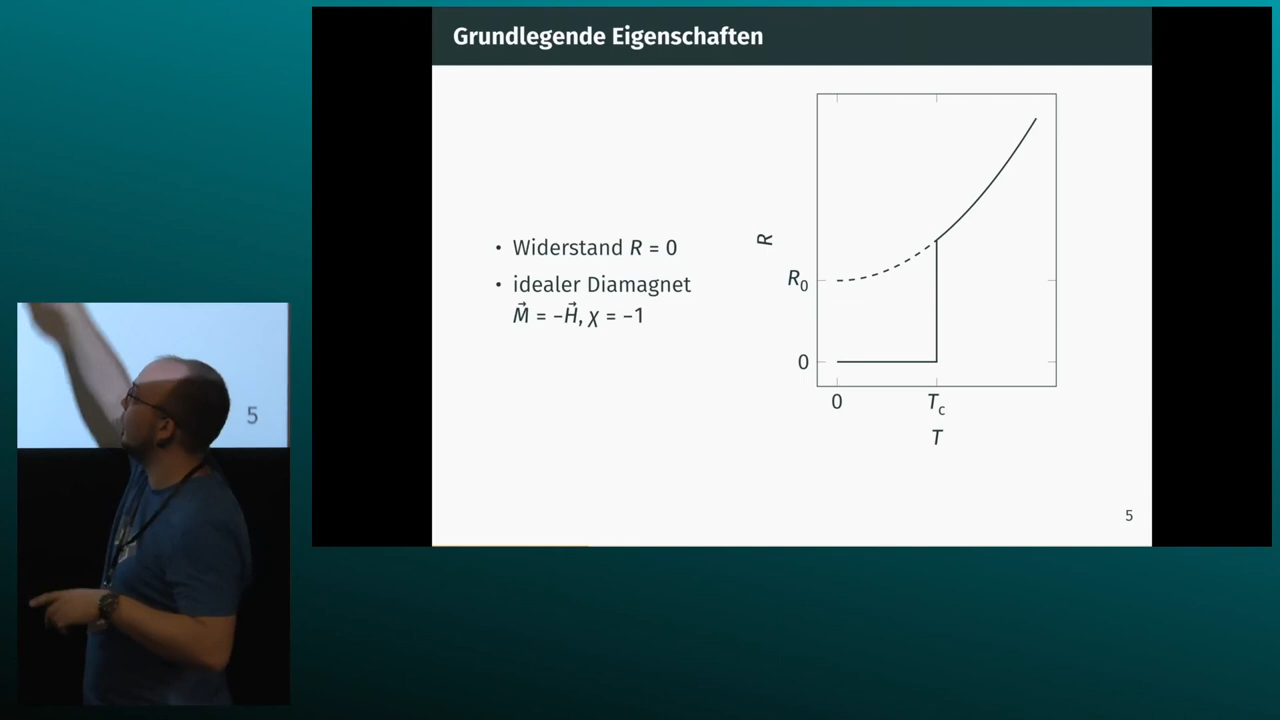 Grundlegende Eigenschaften
• Widerstand R = 0
• idealer Diamagnet
M⃗ = −H⃗, χ = −1
R
R₀
0
0
T_c
T
5
5